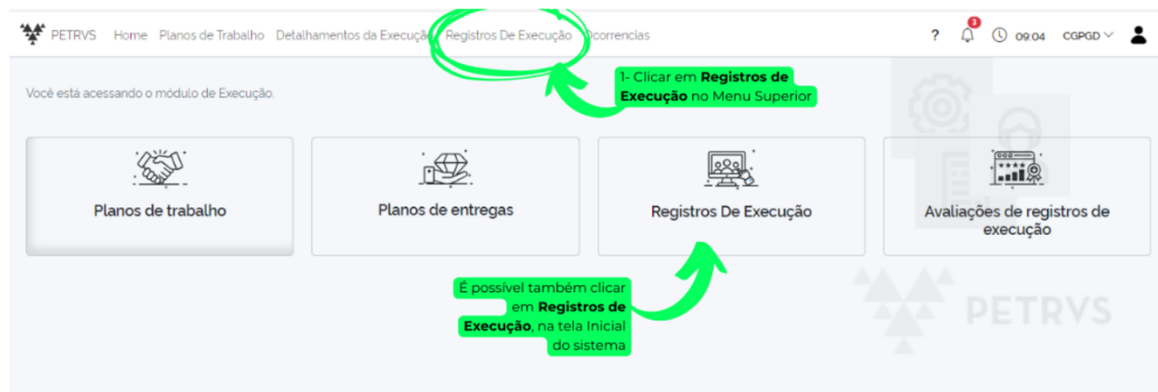 PETRVS Home Planos de Trabalho Detalhamentos da Execução Registros De Execução Ocorrencias ? 3 09:04 CGPGD
1- Clicar em Registros de
Execução no Menu Superior
Você está acessando o módulo de Execução.
Planos de trabalho
Planos de entregas
Registros De Execução
Avaliações de registros de
execução
É possível também clicar
em Registros de
Execução, na tela Inicial
do sistema
PETRVS